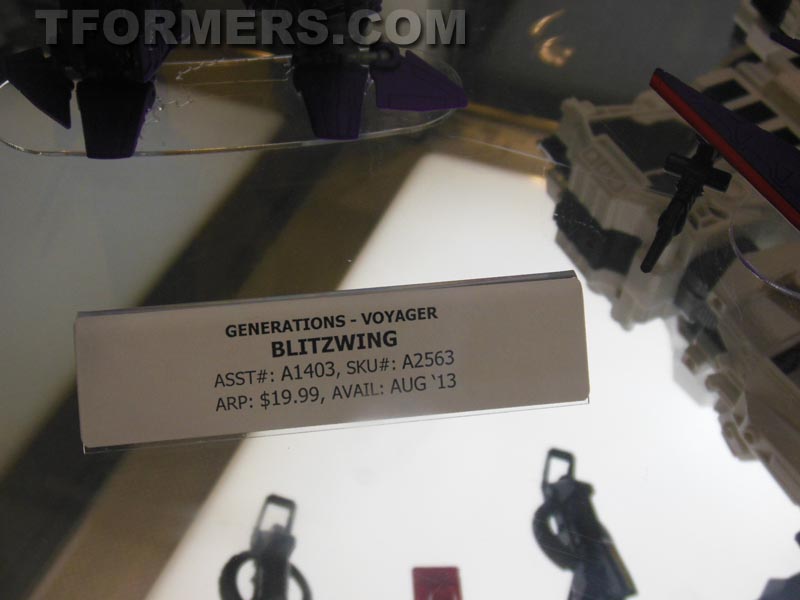 TFORMERS.COM
GENERATIONS - VOYAGER
BLITZWING
ASST#: A1403, SKU#: A2563
ARP: $19.99, AVAIL: AUG ‘13